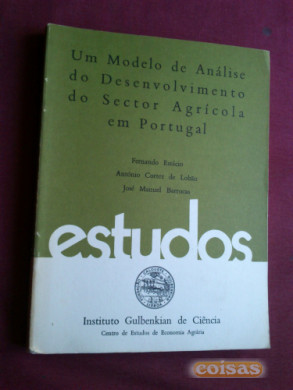 Um Modelo de Análise
do Desenvolvimento
do Sector Agrícola
em Portugal
Fernando Estácio
António Cortez de Lobão
José Manuel Barrocas
estudos
Instituto Gulbenkian de Ciência
Centro de Estudos de Economia Agrária
coisas